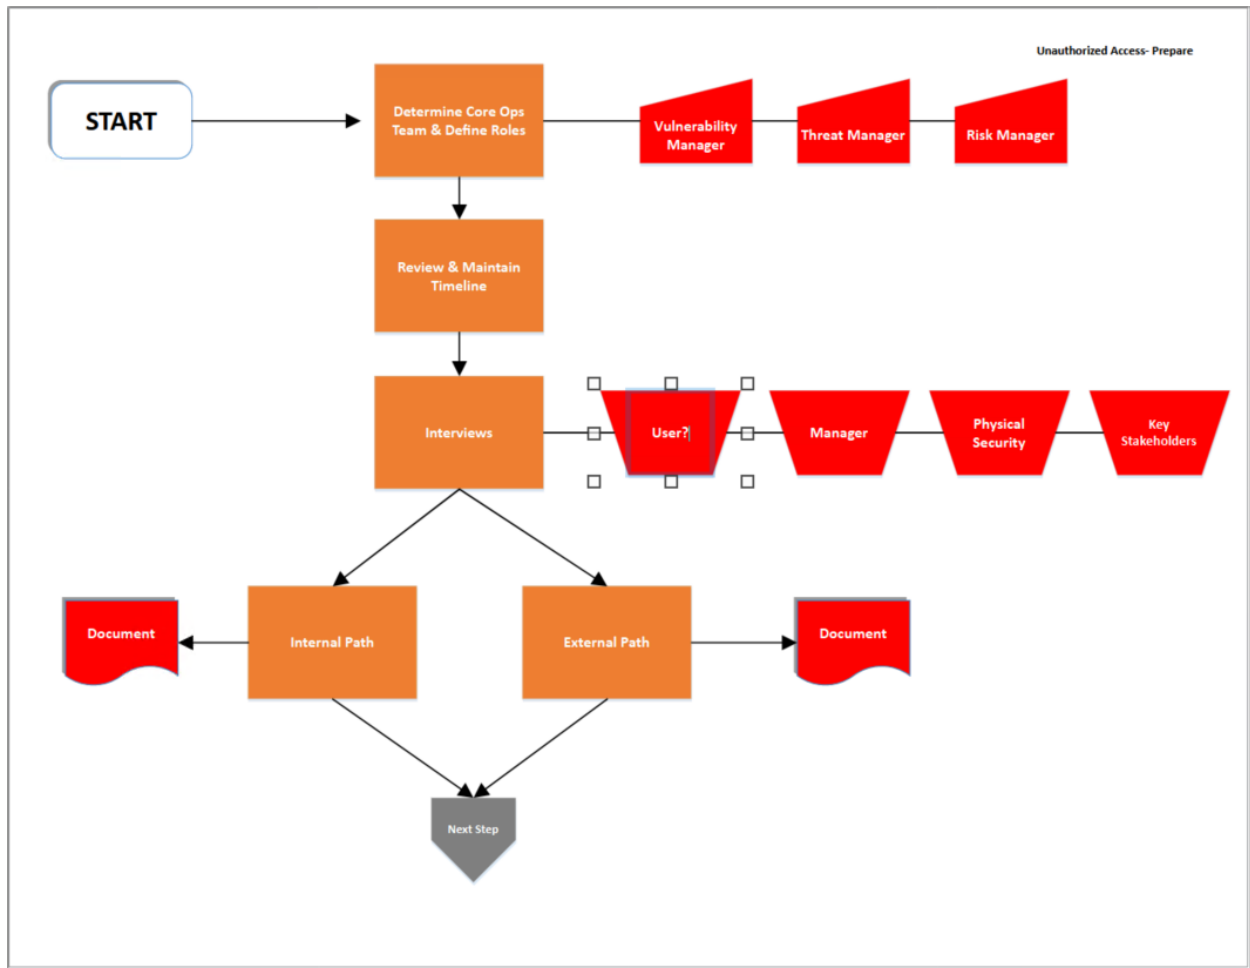 Unauthorized Access- Prepare
START
Determine Core Ops
Team & Define Roles
Vulnerability
Manager
Threat Manager
Risk Manager
Review & Maintain
Timeline
Interviews
User?
Manager
Physical
Security
Key
Stakeholders
Document
Internal Path
External Path
Document
Next Step